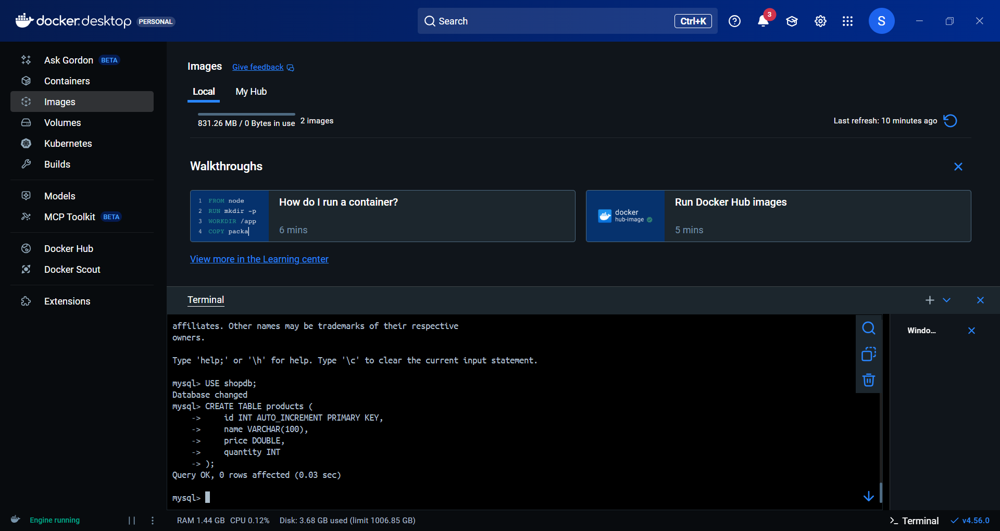 docker.desktop PERSONAL
Search
Ctrl+K
3
S
Ask Gordon BETA
Containers
Images
Volumes
Kubernetes
Builds
Models
MCP Toolkit BETA
Docker Hub
Docker Scout
Extensions
Images Give feedback
Local My Hub
831.26 MB / 0 Bytes in use 2 images
Last refresh: 10 minutes ago
Walkthroughs
1 FROM node
2 RUN mkdir -p
3 WORKDIR /app
4 COPY packa
How do I run a container?
6 mins
docker
hub-image
Run Docker Hub images
5 mins
View more in the Learning center
Terminal
affiliates. Other names may be trademarks of their respective
owners.
Type 'help;' or '\h' for help. Type '\c' to clear the current input statement.
mysql> USE shopdb;
Database changed
mysql> CREATE TABLE products (
    ->     id INT AUTO_INCREMENT PRIMARY KEY,
    ->     name VARCHAR(100),
    ->     price DOUBLE,
    ->     quantity INT
    -> );
Query OK, 0 rows affected (0.03 sec)
mysql>
Windo...
Engine running
RAM 1.44 GB CPU 0.12% Disk: 3.68 GB used (limit 1006.85 GB)
>_ Terminal
v4.56.0